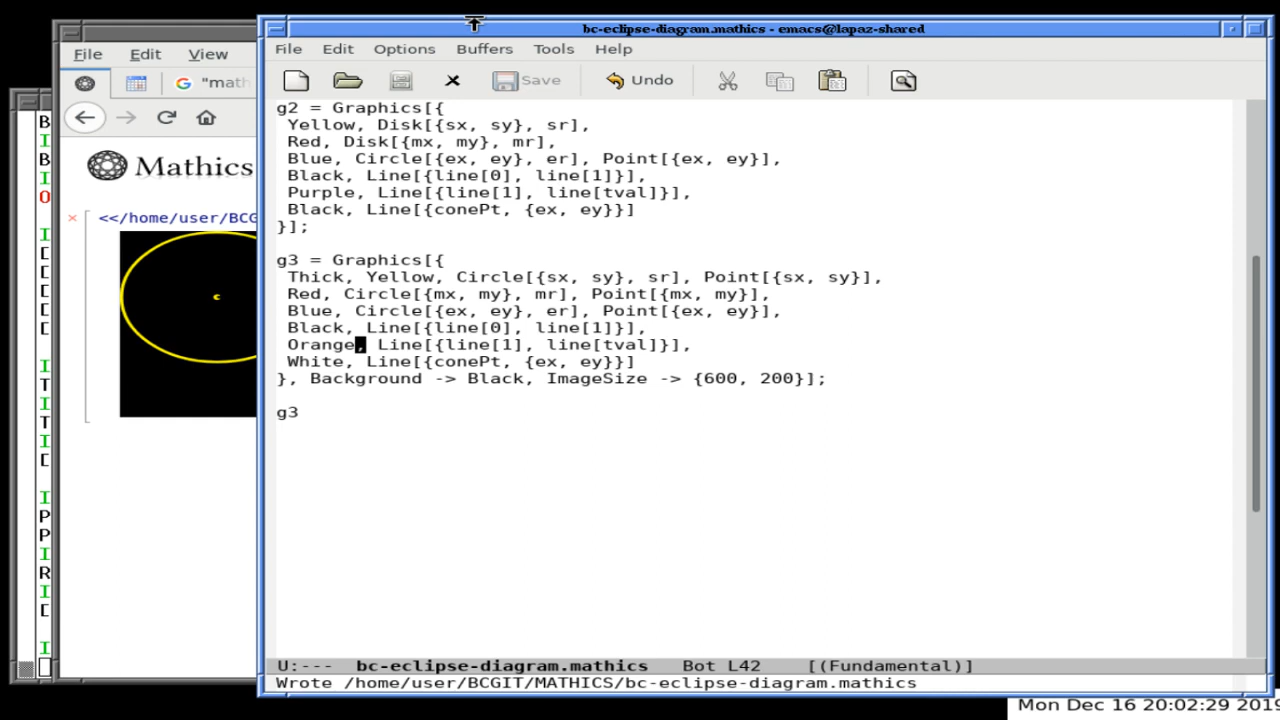 bc-eclipse-diagram.mathics - emacs@lapaz-shared
File Edit Options Buffers Tools Help
Save Undo
g2 = Graphics[{
Yellow, Disk[{sx, sy}, sr],
Red, Disk[{mx, my}, mr],
Blue, Circle[{ex, ey}, er], Point[{ex, ey}],
Black, Line[{line[0], line[1]}],
Purple, Line[{line[1], line[tval]}],
Black, Line[{conePt, {ex, ey}}]
}];
g3 = Graphics[{
Thick, Yellow, Circle[{sx, sy}, sr], Point[{sx, sy}],
Red, Circle[{mx, my}, mr], Point[{mx, my}],
Blue, Circle[{ex, ey}, er], Point[{ex, ey}],
Black, Line[{line[0], line[1]}],
Orange, Line[{line[1], line[tval]}],
White, Line[{conePt, {ex, ey}}]
}, Background -> Black, ImageSize -> {600, 200}];
g3
U:--- bc-eclipse-diagram.mathics Bot L42 [(Fundamental)]
Wrote /home/user/BCGIT/MATHICS/bc-eclipse-diagram.mathics
File Edit View
"math
Mathics
<</home/user/BCG
B
I
B
I
O
I
[
[
[
[
[
I
T
I
T
I
[
I
P
P
I
R
I
[
I
Mon Dec 16 20:02:29 2019